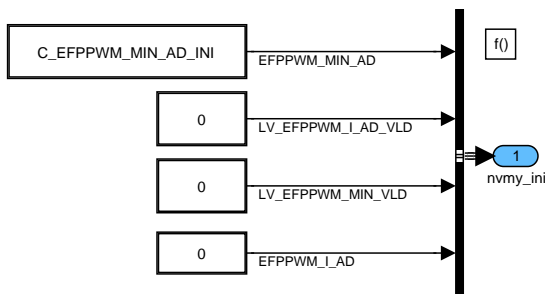 C_EFPPWM_MIN_AD_INI
EFPPWM_MIN_AD
f()
0
LV_EFPPWM_I_AD_VLD
1
nvmy_ini
0
LV_EFPPWM_MIN_VLD
0
EFPPWM_I_AD